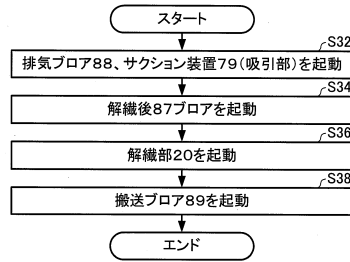 スタート
S32
排気ブロア88、サクション装置79(吸引部)を起動
S34
解繊後87ブロアを起動
S36
解繊部20を起動
S38
搬送ブロア89を起動
エンド